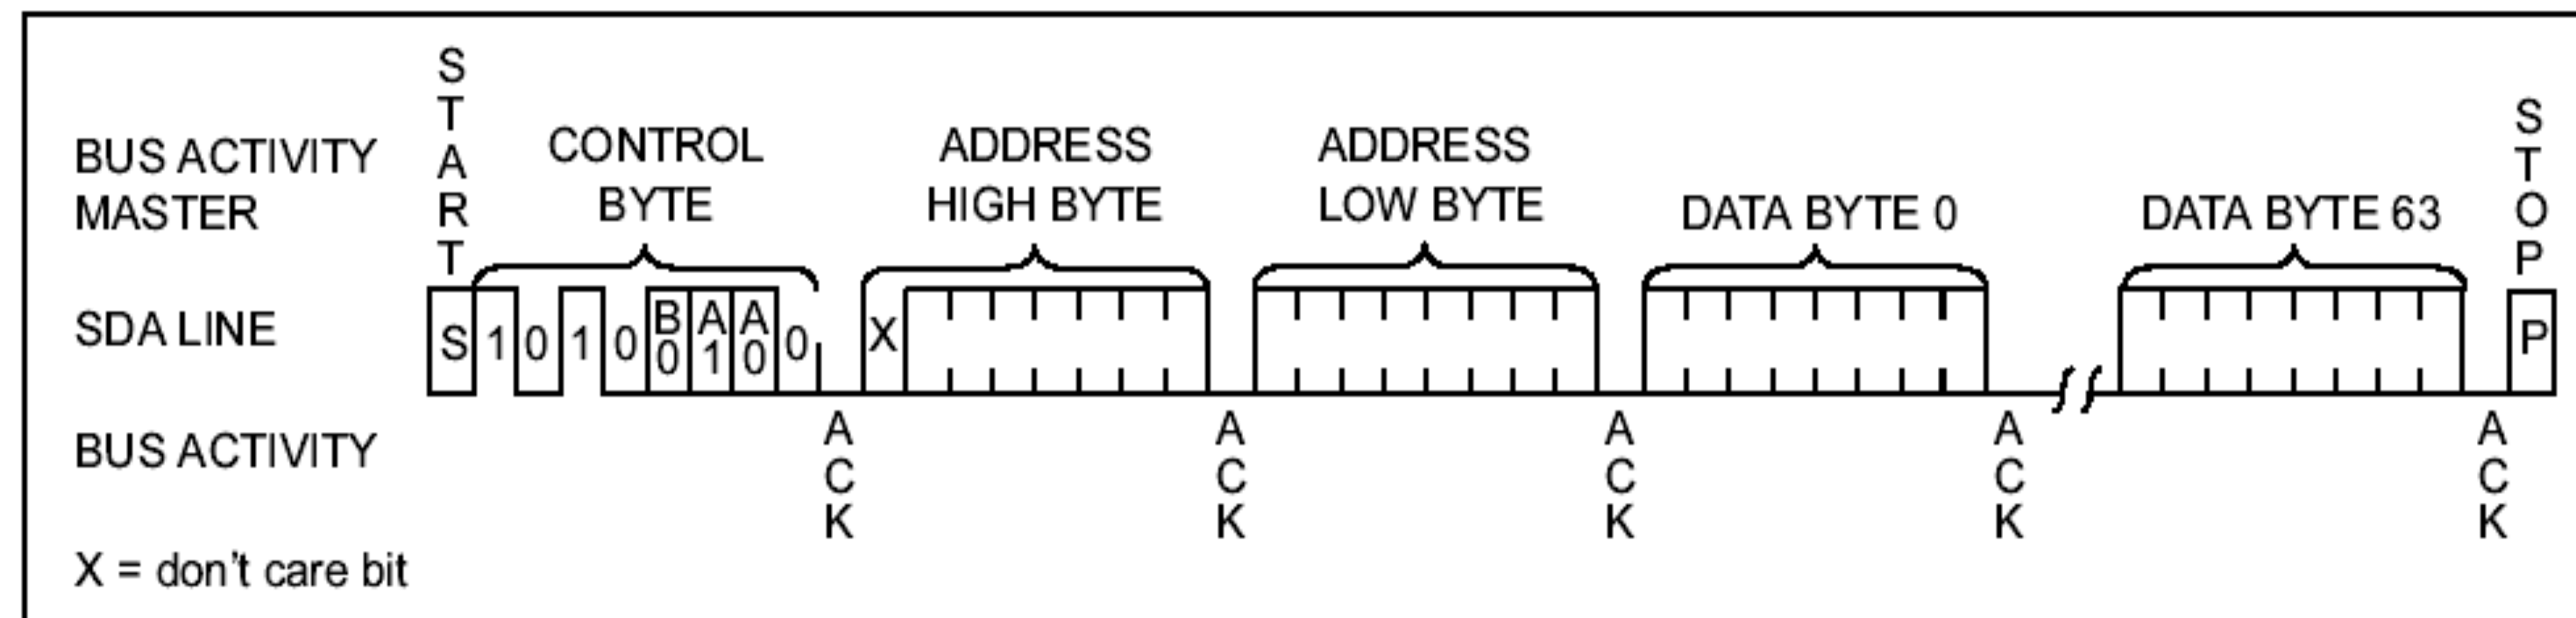 START
STOP
BUS ACTIVITY
MASTER
CONTROL
BYTE
ADDRESS
HIGH BYTE
ADDRESS
LOW BYTE
DATA BYTE 0
DATA BYTE 63
SDA LINE
S 1 0 1 0 B0 A1 A0 0 X P
BUS ACTIVITY
ACK ACK ACK ACK ACK
X = don't care bit